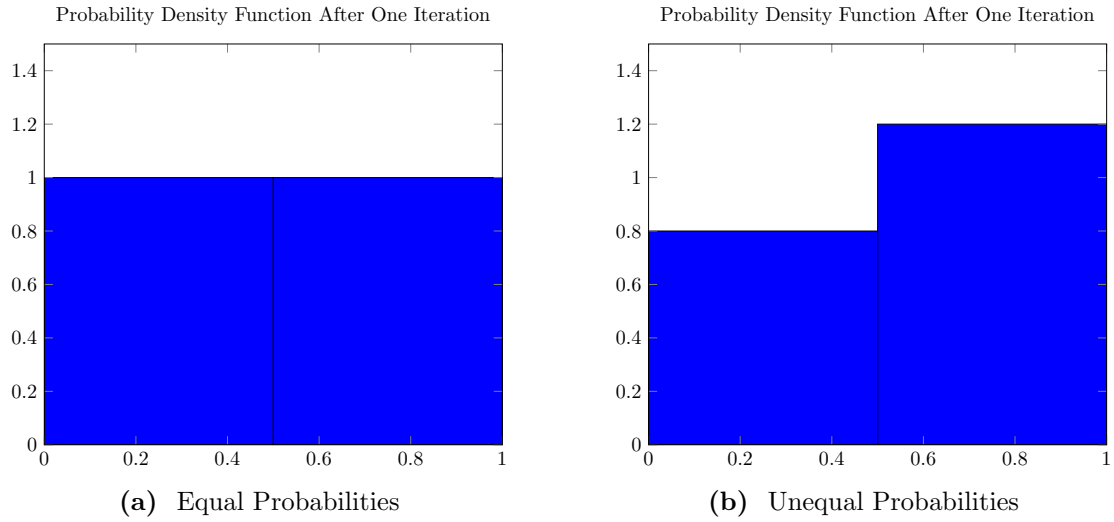 Probability Density Function After One Iteration
1.4
1.2
1
0.8
0.6
0.4
0.2
0
0 0.2 0.4 0.6 0.8 1
(a) Equal Probabilities
Probability Density Function After One Iteration
1.4
1.2
1
0.8
0.6
0.4
0.2
0
0 0.2 0.4 0.6 0.8 1
(b) Unequal Probabilities